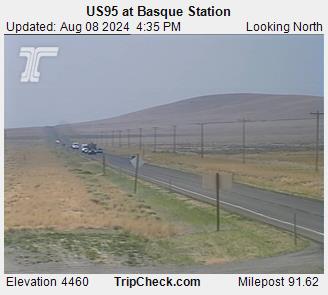 US95 at Basque Station
Updated: Aug 08 2024 4:35 PM Looking North
Elevation 4460 TripCheck.com Milepost 91.62